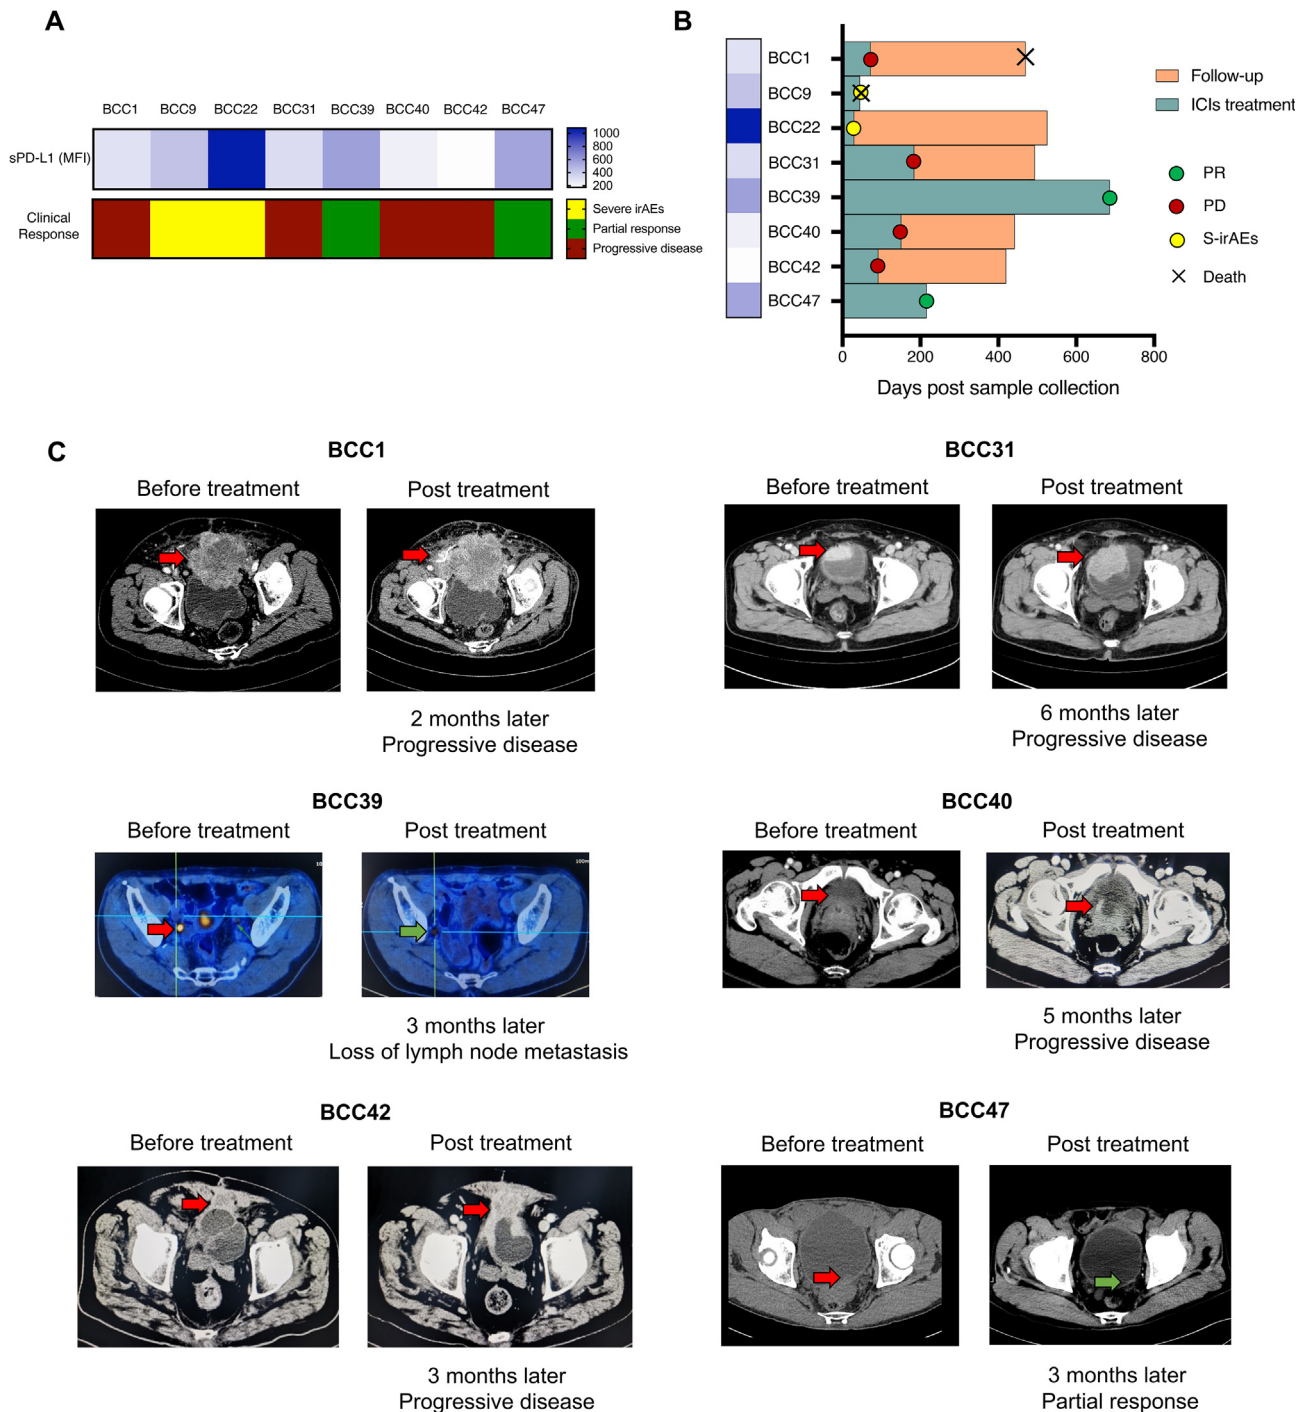 A
BCC1 BCC9 BCC22 BCC31 BCC39 BCC40 BCC42 BCC47
sPD-L1 (MFI)
1000
800
600
400
200
Clinical
Response
Severe irAEs
Partial response
Progressive disease
B
BCC1
BCC9
BCC22
BCC31
BCC39
BCC40
BCC42
BCC47
0 200 400 600 800
Days post sample collection
Follow-up
ICIs treatment
PR
PD
S-irAEs
Death
C
BCC1
Before treatment Post treatment
2 months later
Progressive disease
BCC31
Before treatment Post treatment
6 months later
Progressive disease
BCC39
Before treatment Post treatment
10
100m
3 months later
Loss of lymph node metastasis
BCC40
Before treatment Post treatment
5 months later
Progressive disease
BCC42
Before treatment Post treatment
3 months later
Progressive disease
BCC47
Before treatment Post treatment
3 months later
Partial response